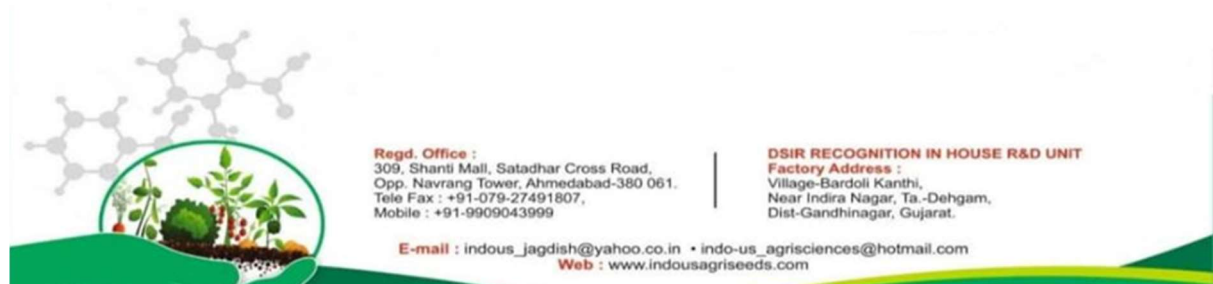 Regd. Office :
309, Shanti Mall, Satadhar Cross Road,
Opp. Navrang Tower, Ahmedabad-380 061.
Tele Fax : +91-079-27491807,
Mobile : +91-9909043999
DSIR RECOGNITION IN HOUSE R&D UNIT
Factory Address :
Village-Bardoli Kanthi,
Near Indira Nagar, Ta.-Dehgam,
Dist-Gandhinagar, Gujarat.
E-mail : indous_jagdish@yahoo.co.in • indo-us_agrisciences@hotmail.com
Web : www.indousagriseeds.com